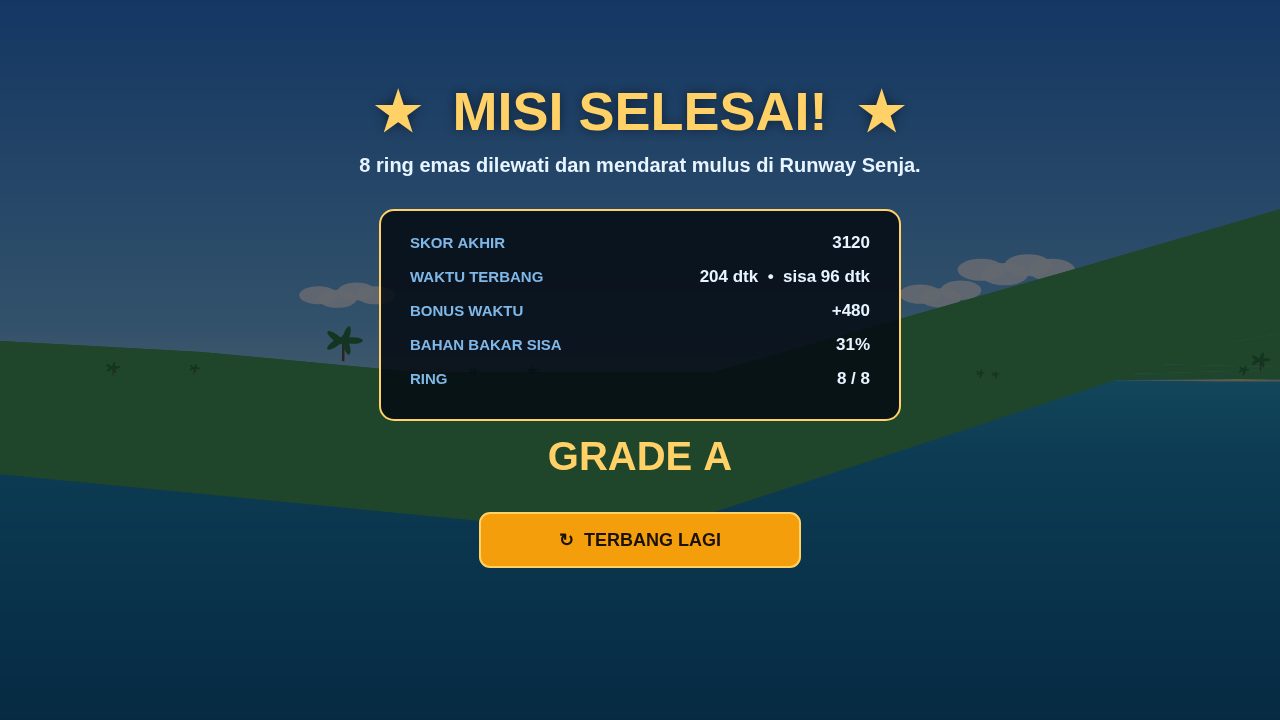 ★ MISI SELESAI! ★
8 ring emas dilewati dan mendarat mulus di Runway Senja.
SKOR AKHIR 3120
WAKTU TERBANG 204 dtk • sisa 96 dtk
BONUS WAKTU +480
BAHAN BAKAR SISA 31%
RING 8 / 8
GRADE A
↻ TERBANG LAGI